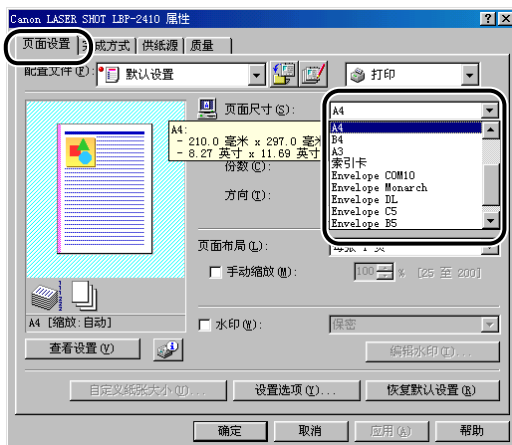 Canon LASER SHOT LBP-2410 属性
页面设置 成方式 供纸源 质量
配置文件(F): 默认设置 打印
页面尺寸(S): A4
A4:
- 210.0 毫米 x 297.0 毫米
- 8.27 英寸 x 11.69 英寸
A4
B4
A3
索引卡
Envelope COM10
Envelope Monarch
Envelope DL
Envelope C5
Envelope B5
份数(C):
方向(T):
页面布局(L): 每张 1 页
手动缩放(M): 100 % [25 至 200]
A4 [缩放:自动]
水印(W): 保密
查看设置(V) 编辑水印(I)...
自定义纸张大小(U)... 设置选项(Y)... 恢复默认设置(R)
确定 取消 应用(A) 帮助